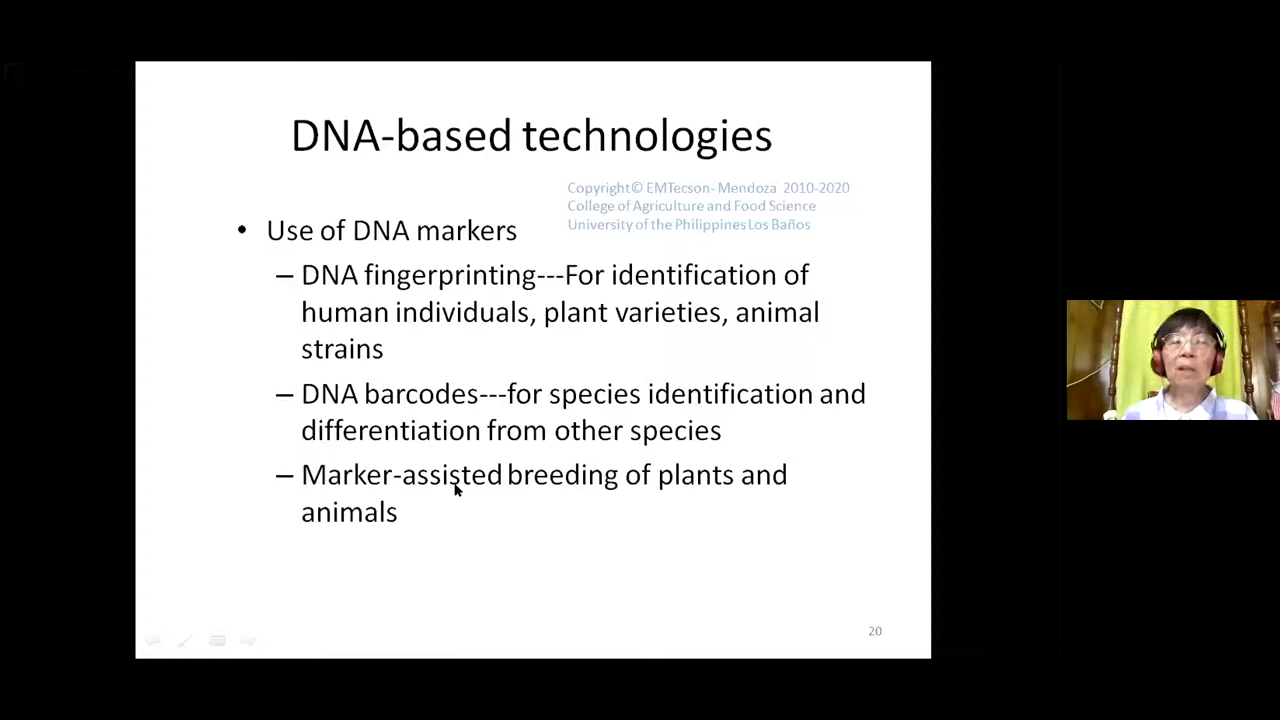 DNA-based technologies
Copyright© EMTecson- Mendoza 2010-2020
College of Agriculture and Food Science
University of the Philippines Los Baños
• Use of DNA markers
– DNA fingerprinting---For identification of
human individuals, plant varieties, animal
strains
– DNA barcodes---for species identification and
differentiation from other species
– Marker-assisted breeding of plants and
animals
20